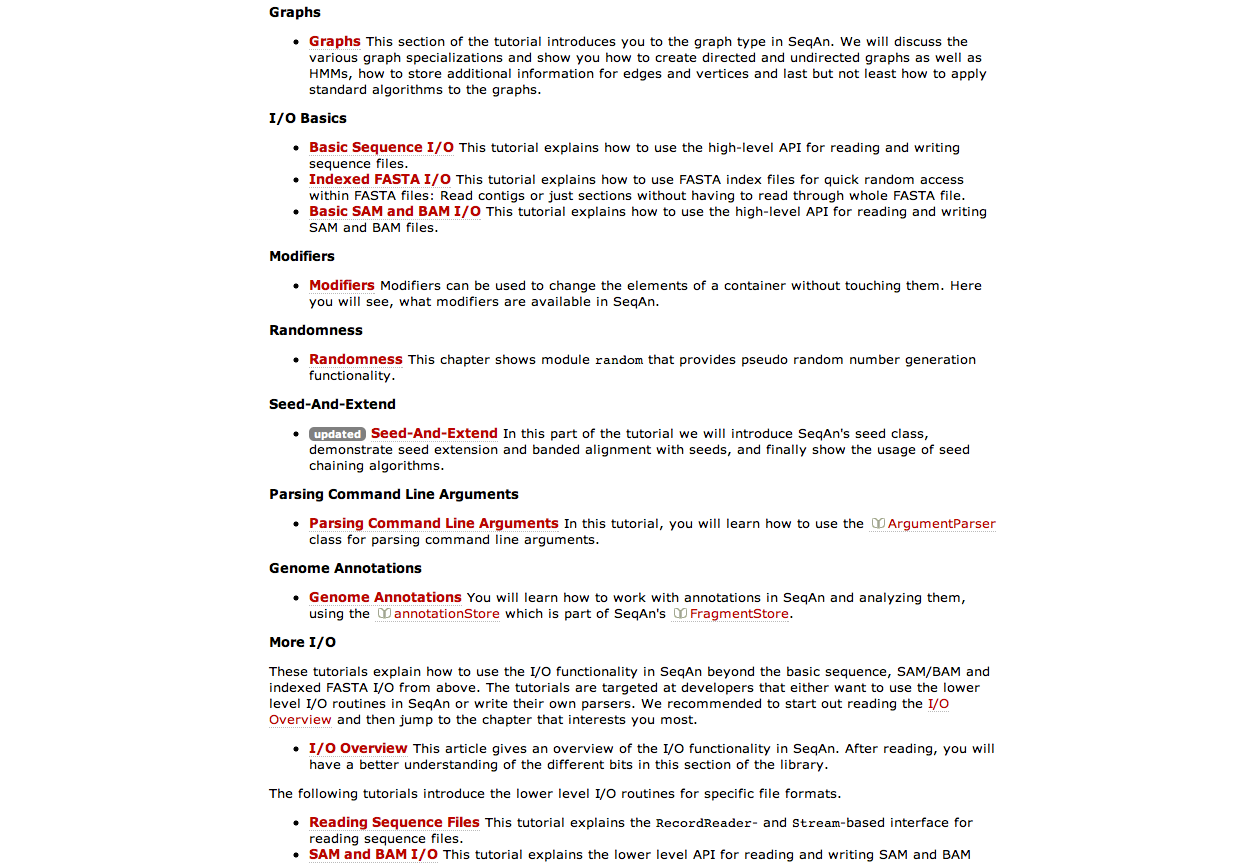 Graphs
• Graphs This section of the tutorial introduces you to the graph type in SeqAn. We will discuss the
various graph specializations and show you how to create directed and undirected graphs as well as
HMMs, how to store additional information for edges and vertices and last but not least how to apply
standard algorithms to the graphs.
I/O Basics
• Basic Sequence I/O This tutorial explains how to use the high-level API for reading and writing
sequence files.
• Indexed FASTA I/O This tutorial explains how to use FASTA index files for quick random access
within FASTA files: Read contigs or just sections without having to read through whole FASTA file.
• Basic SAM and BAM I/O This tutorial explains how to use the high-level API for reading and writing
SAM and BAM files.
Modifiers
• Modifiers Modifiers can be used to change the elements of a container without touching them. Here
you will see, what modifiers are available in SeqAn.
Randomness
• Randomness This chapter shows module random that provides pseudo random number generation
functionality.
Seed-And-Extend
• updated Seed-And-Extend In this part of the tutorial we will introduce SeqAn's seed class,
demonstrate seed extension and banded alignment with seeds, and finally show the usage of seed
chaining algorithms.
Parsing Command Line Arguments
• Parsing Command Line Arguments In this tutorial, you will learn how to use the ArgumentParser
class for parsing command line arguments.
Genome Annotations
• Genome Annotations You will learn how to work with annotations in SeqAn and analyzing them,
using the annotationStore which is part of SeqAn's FragmentStore.
More I/O
These tutorials explain how to use the I/O functionality in SeqAn beyond the basic sequence, SAM/BAM and
indexed FASTA I/O from above. The tutorials are targeted at developers that either want to use the lower
level I/O routines in SeqAn or write their own parsers. We recommended to start out reading the I/O
Overview and then jump to the chapter that interests you most.
• I/O Overview This article gives an overview of the I/O functionality in SeqAn. After reading, you will
have a better understanding of the different bits in this section of the library.
The following tutorials introduce the lower level I/O routines for specific file formats.
• Reading Sequence Files This tutorial explains the RecordReader- and Stream-based interface for
reading sequence files.
• SAM and BAM I/O This tutorial explains the lower level API for reading and writing SAM and BAM